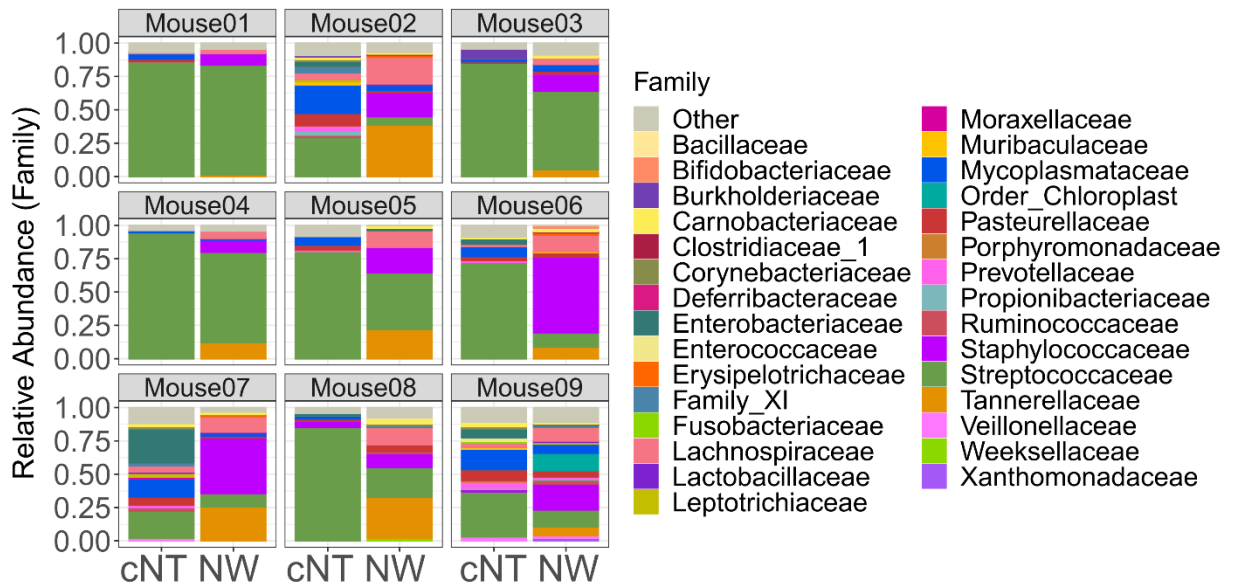 Mouse01 Mouse02 Mouse03
1.00
0.75
0.50
0.25
0.00
Mouse04 Mouse05 Mouse06
1.00
0.75
0.50
0.25
0.00
Mouse07 Mouse08 Mouse09
1.00
0.75
0.50
0.25
0.00
cNT NW cNT NW cNT NW
Relative Abundance (Family)
Family
Other
Bacillaceae
Bifidobacteriaceae
Burkholderiaceae
Carnobacteriaceae
Clostridiaceae_1
Corynebacteriaceae
Deferribacteraceae
Enterobacteriaceae
Enterococcaceae
Erysipelotrichaceae
Family_XI
Fusobacteriaceae
Lachnospiraceae
Lactobacillaceae
Leptotrichiaceae
Moraxellaceae
Muribaculaceae
Mycoplasmataceae
Order_Chloroplast
Pasteurellaceae
Porphyromonadaceae
Prevotellaceae
Propionibacteriaceae
Ruminococcaceae
Staphylococcaceae
Streptococcaceae
Tannerellaceae
Veillonellaceae
Weeksellaceae
Xanthomonadaceae